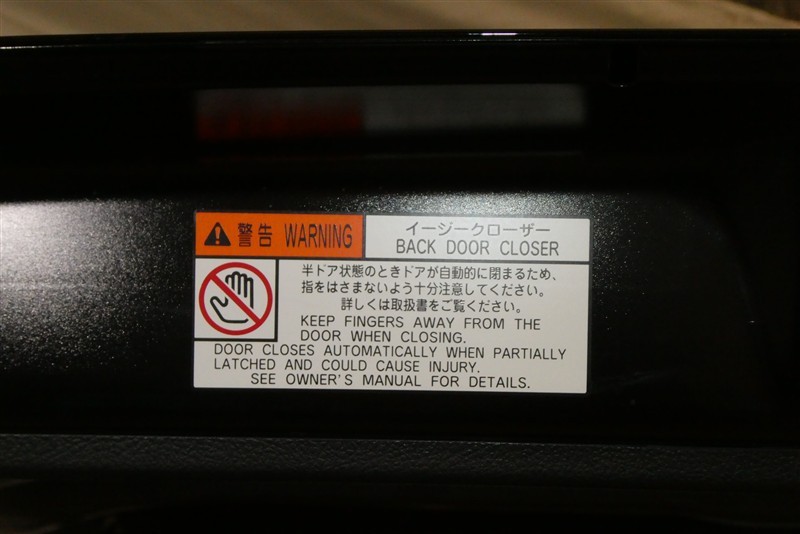 警告 WARNING
イージークローザー
BACK DOOR CLOSER
半ドア状態のときドアが自動的に閉まるため、
指をはさまないよう十分注意してください。
詳しくは取扱書をご覧ください。
KEEP FINGERS AWAY FROM THE
DOOR WHEN CLOSING.
DOOR CLOSES AUTOMATICALLY WHEN PARTIALLY
LATCHED AND COULD CAUSE INJURY.
SEE OWNER'S MANUAL FOR DETAILS.